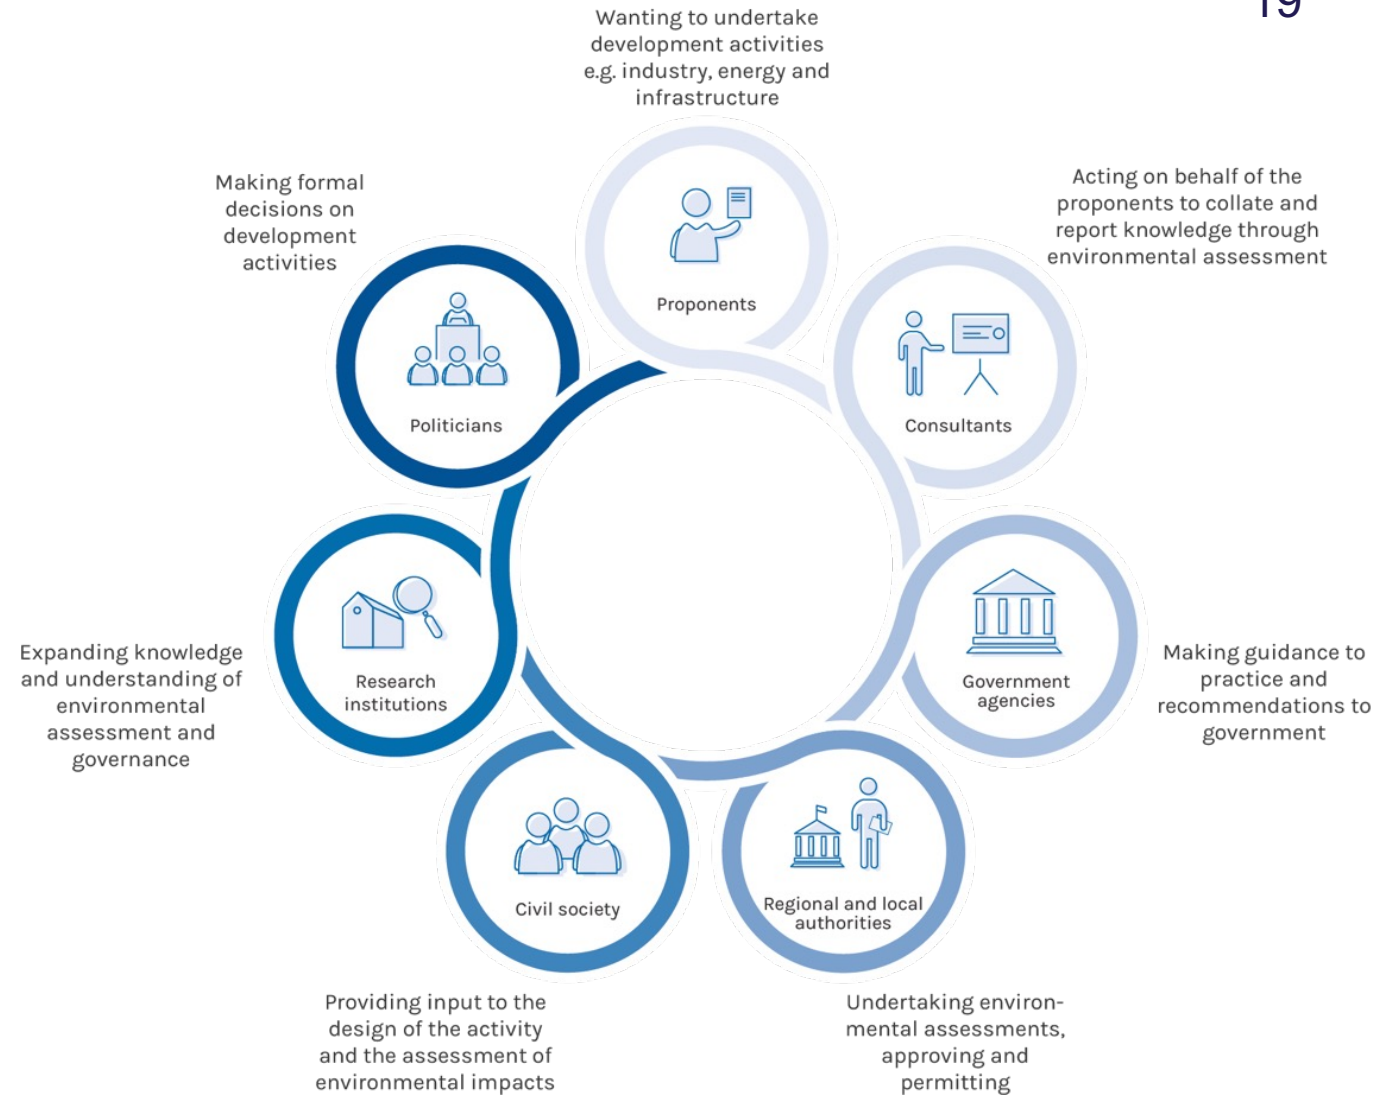 19
Wanting to undertake
development activities
e.g. industry, energy and
infrastructure
Proponents
Acting on behalf of the
proponents to collate and
report knowledge through
environmental assessment
Consultants
Making guidance to
practice and
recommendations to
government
Government
agencies
Undertaking environ-
mental assessments,
approving and
permitting
Regional and local
authorities
Providing input to the
design of the activity
and the assessment of
environmental impacts
Civil society
Expanding knowledge
and understanding of
environmental
assessment and
governance
Research
institutions
Making formal
decisions on
development
activities
Politicians